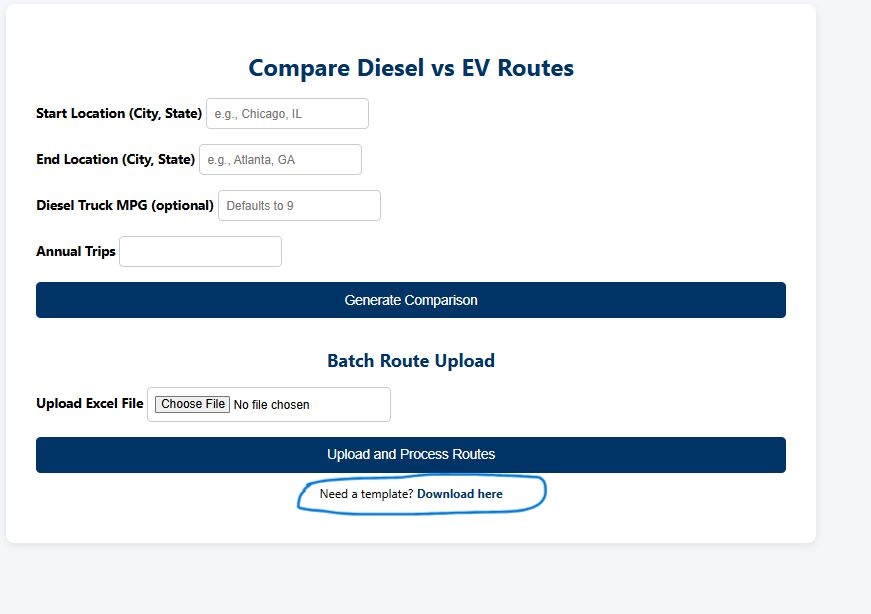 Compare Diesel vs EV Routes
Start Location (City, State) e.g., Chicago, IL
End Location (City, State) e.g., Atlanta, GA
Diesel Truck MPG (optional) Defaults to 9
Annual Trips
Generate Comparison
Batch Route Upload
Upload Excel File Choose File No file chosen
Upload and Process Routes
Need a template? Download here